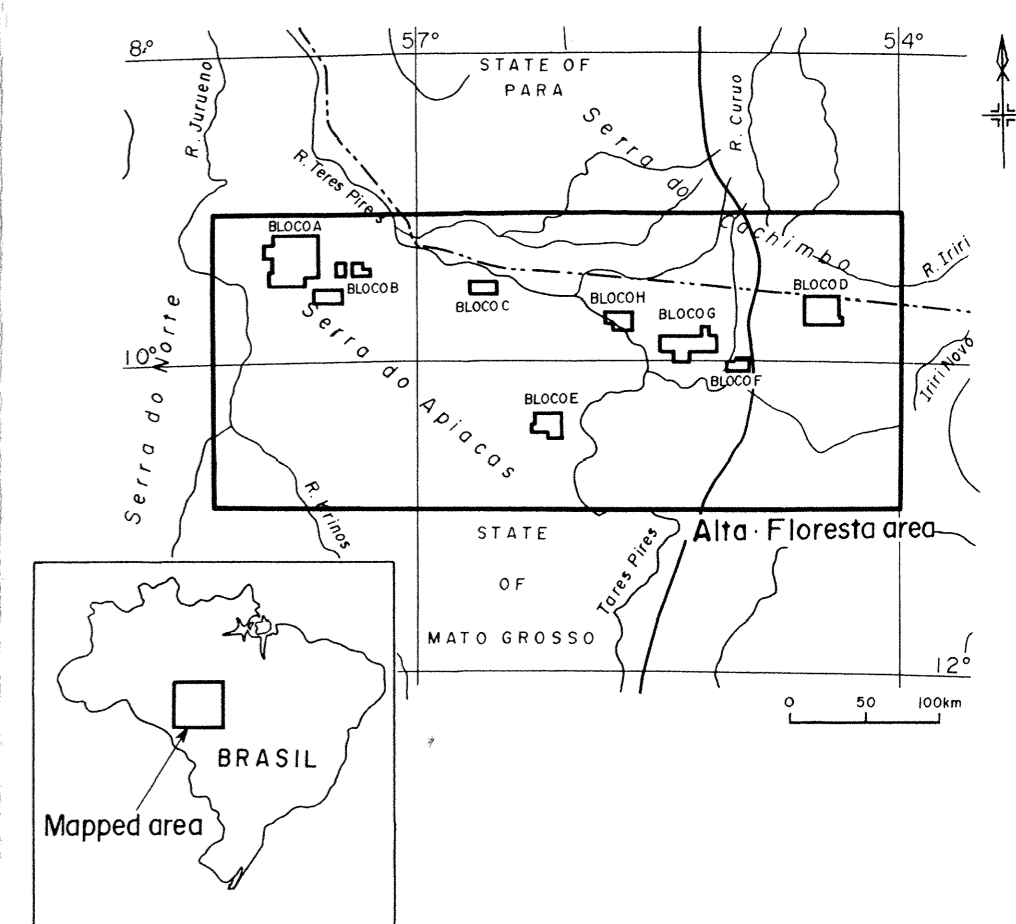 8°
57°
54°
STATE OF
PARA
R. Jurueno
R. Teres Pires
Serra do Cachimbo
R. Curuo
R. Iriri
BLOCO A
BLOCO B
BLOCO C
BLOCO H
BLOCO G
BLOCO D
BLOCO F
BLOCO E
10°
Serra do Norte
Serra do Apiacas
Iriri Novo
R. Arinos
STATE
OF
MATO GROSSO
Tares Pires
Alta · Floresta area
12°
0 50 100km
BRASIL
Mapped area